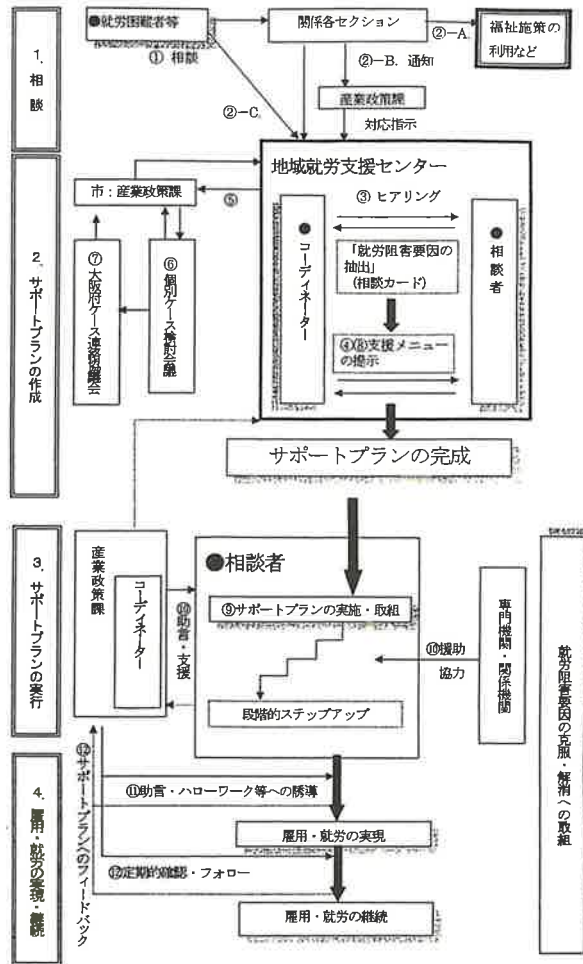 1. 相談
●就労困難者等
関係各セクション
②-A.
福祉施策の
利用など
① 相談
②-B. 通知
②-C.
産業政策課
対応指示
2. サポートプランの作成
地域就労支援センター
市:産業政策課
⑤
③ ヒアリング
●コーディネーター
「就労阻害要因の
抽出」
(相談カード)
●相談者
⑦大阪府ケース連絡協議会
⑥個別ケース検討会議
④⑧支援メニュー
の提示
サポートプランの完成
3. サポートプランの実行
産業政策課
コーディネーター
●相談者
⑨サポートプランの実施・取組
⑩助言・支援
⑩援助
協力
専門機関・関係機関
段階的ステップアップ
就労阻害要因の克服・解消への取組
4. 雇用・就労の実現・継続
⑫サポートプランへのフィードバック
⑪助言・ハローワーク等への誘導
雇用・就労の実現
⑫定期的確認・フォロー
雇用・就労の継続